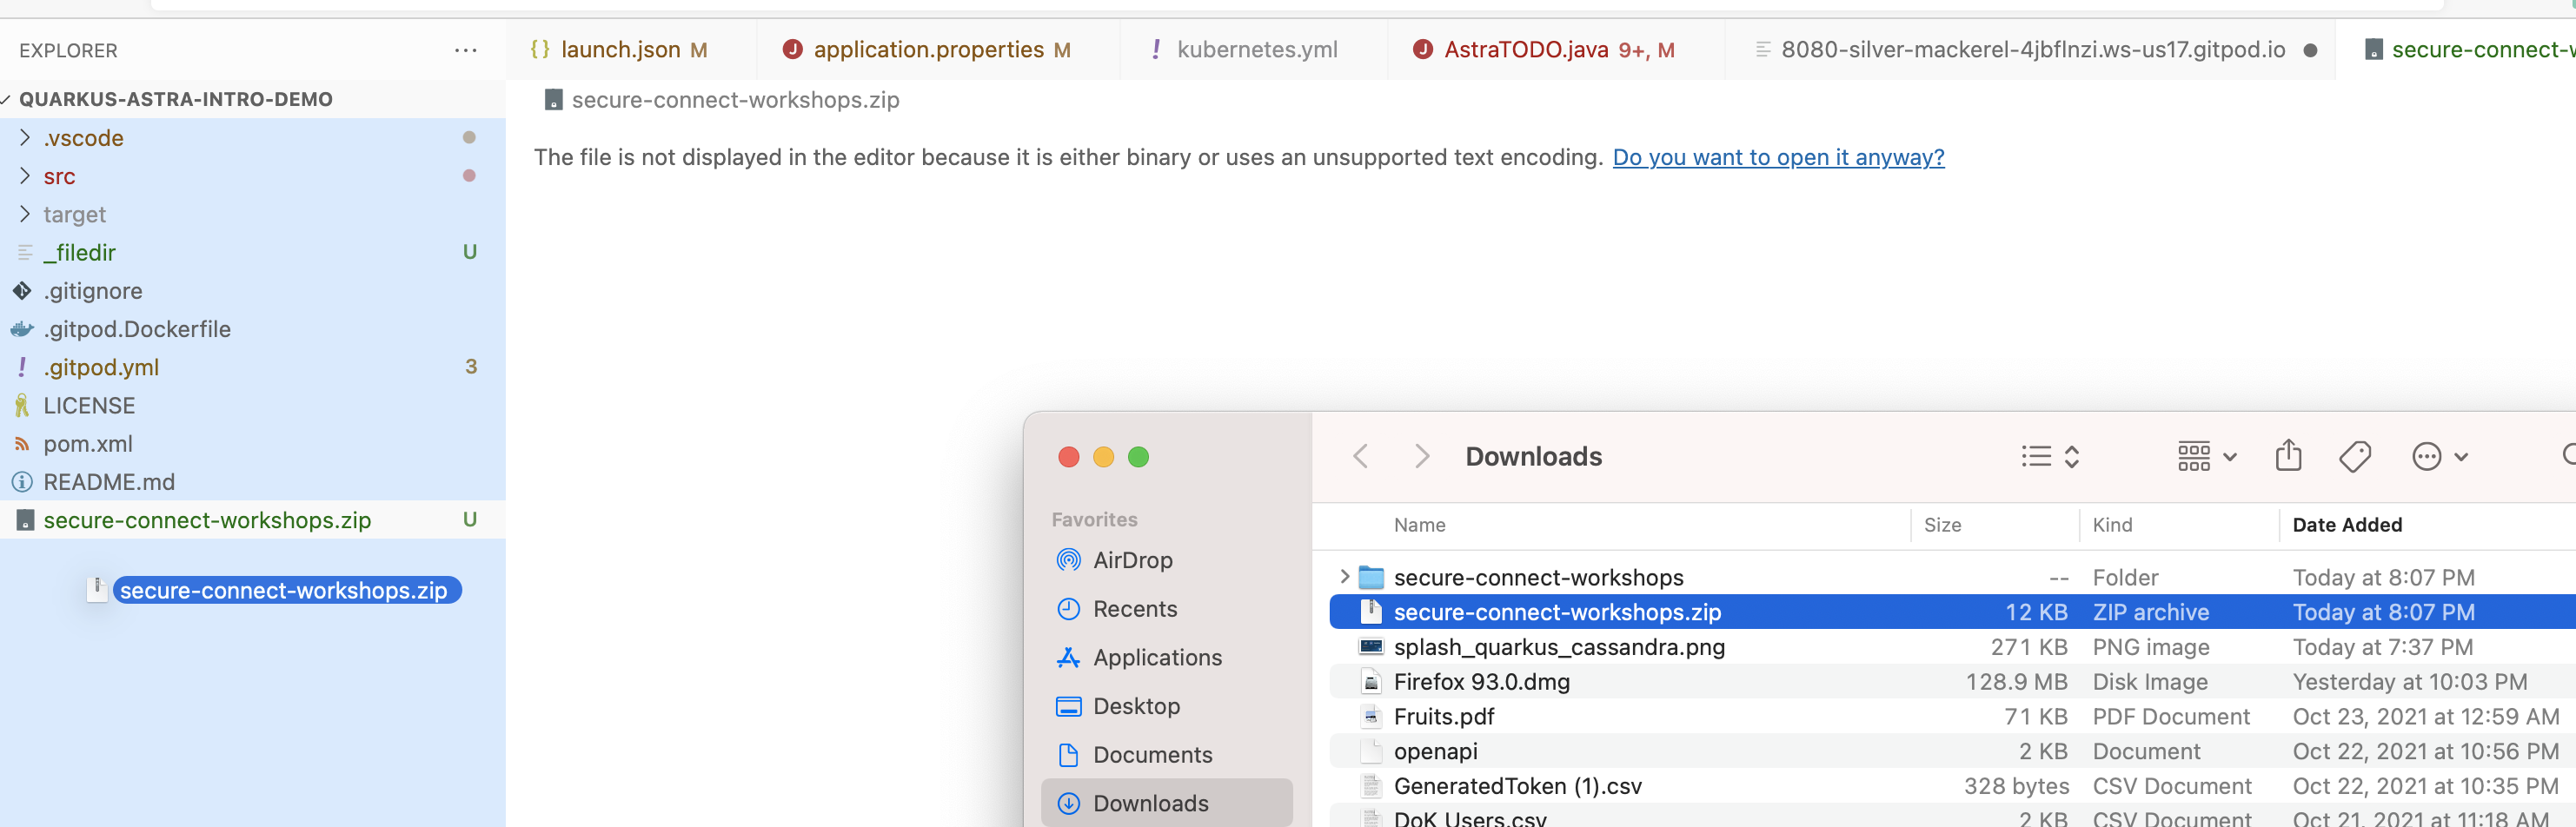 EXPLORER ...
launch.json M
application.properties M
kubernetes.yml
AstraTODO.java 9+, M
8080-silver-mackerel-4jbflnzi.ws-us17.gitpod.io
secure-connect-w
QUARKUS-ASTRA-INTRO-DEMO
secure-connect-workshops.zip
The file is not displayed in the editor because it is either binary or uses an unsupported text encoding. Do you want to open it anyway?
.vscode
src
target
_filedir U
.gitignore
.gitpod.Dockerfile
.gitpod.yml 3
LICENSE
pom.xml
README.md
secure-connect-workshops.zip U
secure-connect-workshops.zip
Downloads
Favorites
AirDrop
Recents
Applications
Desktop
Documents
Downloads
Name Size Kind Date Added
secure-connect-workshops -- Folder Today at 8:07 PM
secure-connect-workshops.zip 12 KB ZIP archive Today at 8:07 PM
splash_quarkus_cassandra.png 271 KB PNG image Today at 7:37 PM
Firefox 93.0.dmg 128.9 MB Disk Image Yesterday at 10:03 PM
Fruits.pdf 71 KB PDF Document Oct 23, 2021 at 12:59 AM
openapi 2 KB Document Oct 22, 2021 at 10:56 PM
GeneratedToken (1).csv 328 bytes CSV Document Oct 22, 2021 at 10:35 PM
DoK Users.csv 2 KB CSV Document Oct 21, 2021 at 11:18 AM